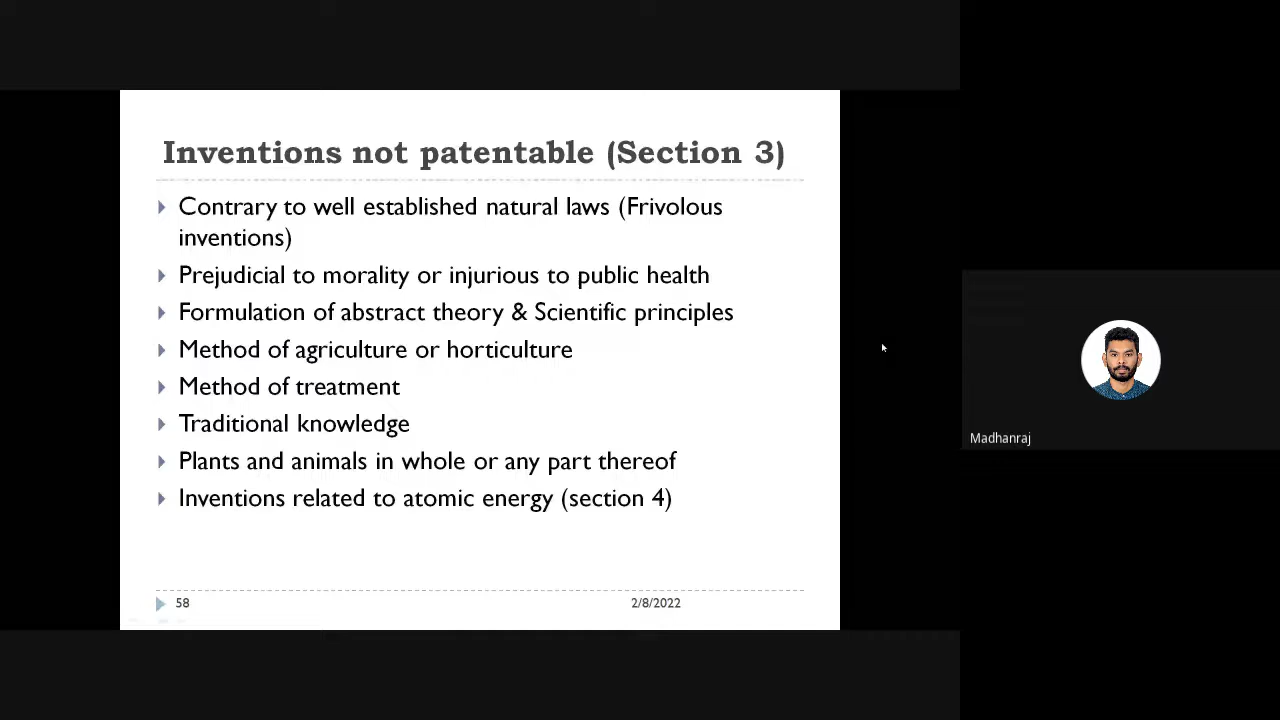 Inventions not patentable (Section 3)
Contrary to well established natural laws (Frivolous
inventions)
Prejudicial to morality or injurious to public health
Formulation of abstract theory & Scientific principles
Method of agriculture or horticulture
Method of treatment
Traditional knowledge
Plants and animals in whole or any part thereof
Inventions related to atomic energy (section 4)
58
2/8/2022
Madhanraj